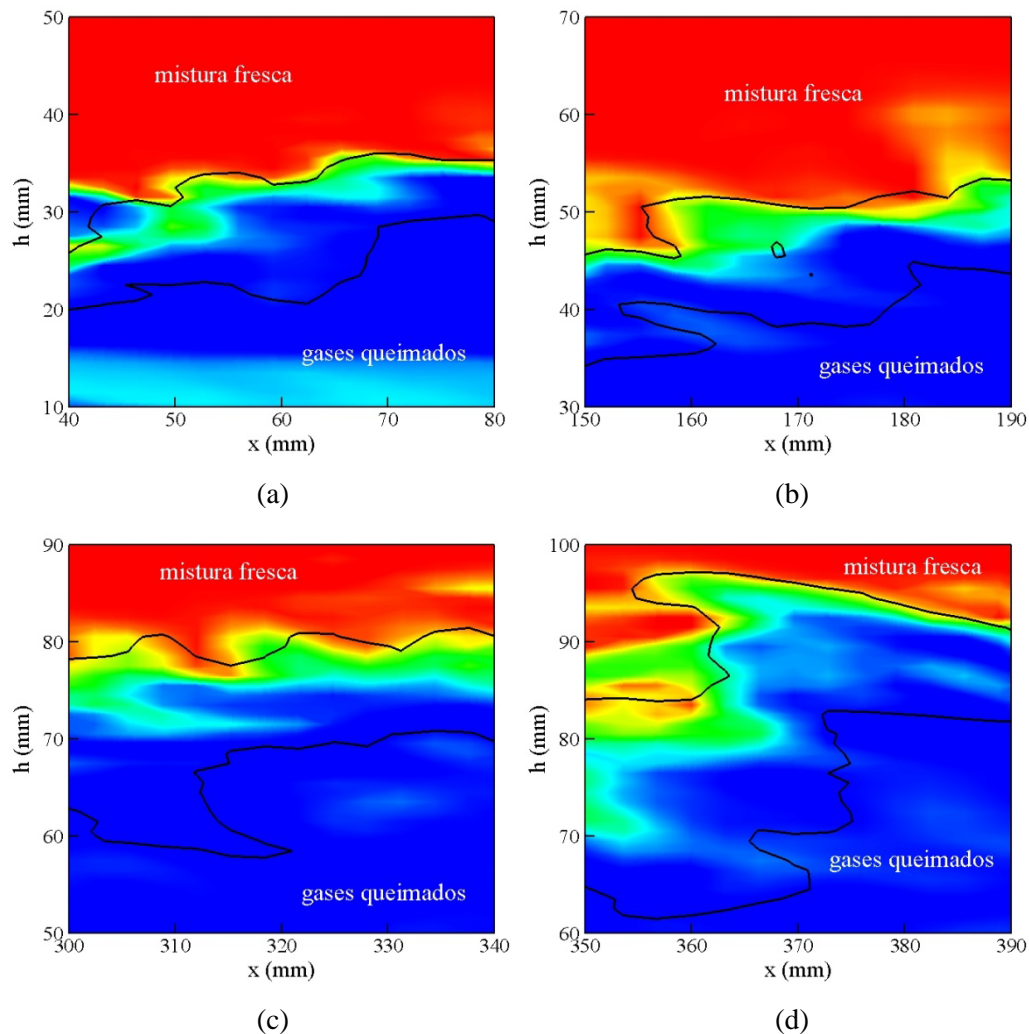 50
40
30
20
10
h (mm)
mistura fresca
gases queimados
40 50 60 70 80
x (mm)
(a)
70
60
50
40
30
h (mm)
mistura fresca
gases queimados
150 160 170 180 190
x (mm)
(b)
90
80
70
60
50
h (mm)
mistura fresca
gases queimados
300 310 320 330 340
x (mm)
(c)
100
90
80
70
60
h (mm)
mistura fresca
gases queimados
350 360 370 380 390
x (mm)
(d)